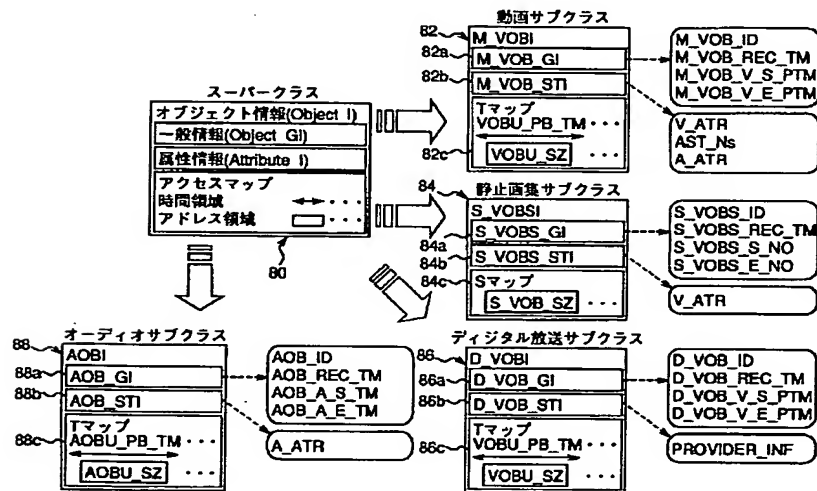 スーパークラス
オブジェクト情報(Object I)
一般情報(Object GI)
属性情報(Attribute I)
アクセスマップ
時間領域 ・・・
アドレス領域 ・・・
80
動画サブクラス
82
M_VOBI
82a
M_VOB_GI
82b
M_VOB_STI
Tマップ
VOBU_PB_TM ・・・
82c
VOBU_SZ ・・・
M_VOB_ID
M_VOB_REC_TM
M_VOB_V_S_PTM
M_VOB_V_E_PTM
V_ATR
AST_Ns
A_ATR
静止画集サブクラス
84
S_VOBSI
84a
S_VOBS_GI
84b
S_VOBS_STI
84c
Sマップ
S_VOB_SZ ・・・
S_VOBS_ID
S_VOBS_REC_TM
S_VOBS_S_NO
S_VOBS_E_NO
V_ATR
オーディオサブクラス
88
AOBI
88a
AOB_GI
88b
AOB_STI
Tマップ
88c
AOBU_PB_TM ・・・
AOBU_SZ ・・・
AOB_ID
AOB_REC_TM
AOB_A_S_TM
AOB_A_E_TM
A_ATR
ディジタル放送サブクラス
86
D_VOBI
86a
D_VOB_GI
86b
D_VOB_STI
Tマップ
86c
VOBU_PB_TM ・・・
VOBU_SZ ・・・
D_VOB_ID
D_VOB_REC_TM
D_VOB_V_S_PTM
D_VOB_V_E_PTM
PROVIDER_INF